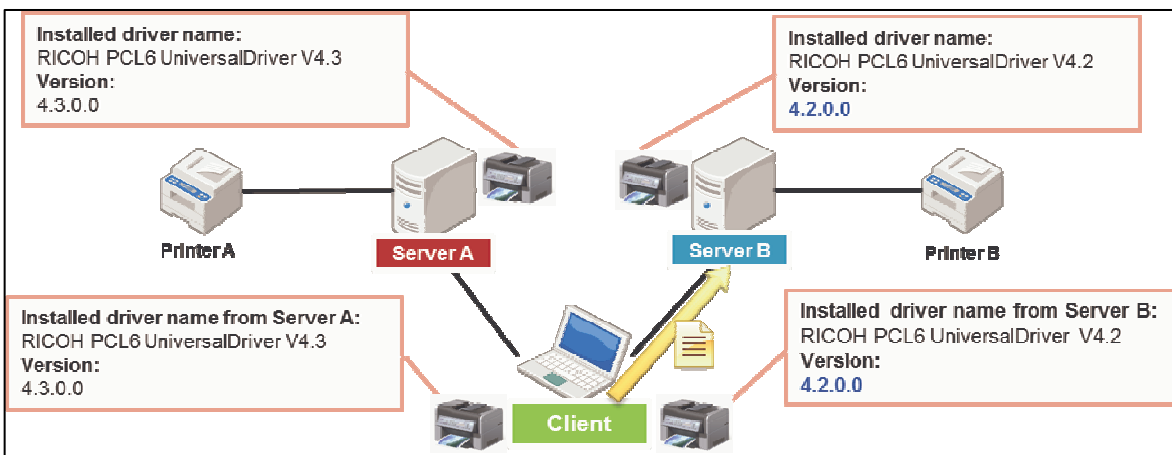 Installed driver name:
RICOH PCL6 UniversalDriver V4.3
Version:
4.3.0.0
Installed driver name:
RICOH PCL6 UniversalDriver V4.2
Version:
4.2.0.0
Printer A
Server A
Server B
Printer B
Installed driver name from Server A:
RICOH PCL6 UniversalDriver V4.3
Version:
4.3.0.0
Installed driver name from Server B:
RICOH PCL6 UniversalDriver V4.2
Version:
4.2.0.0
Client